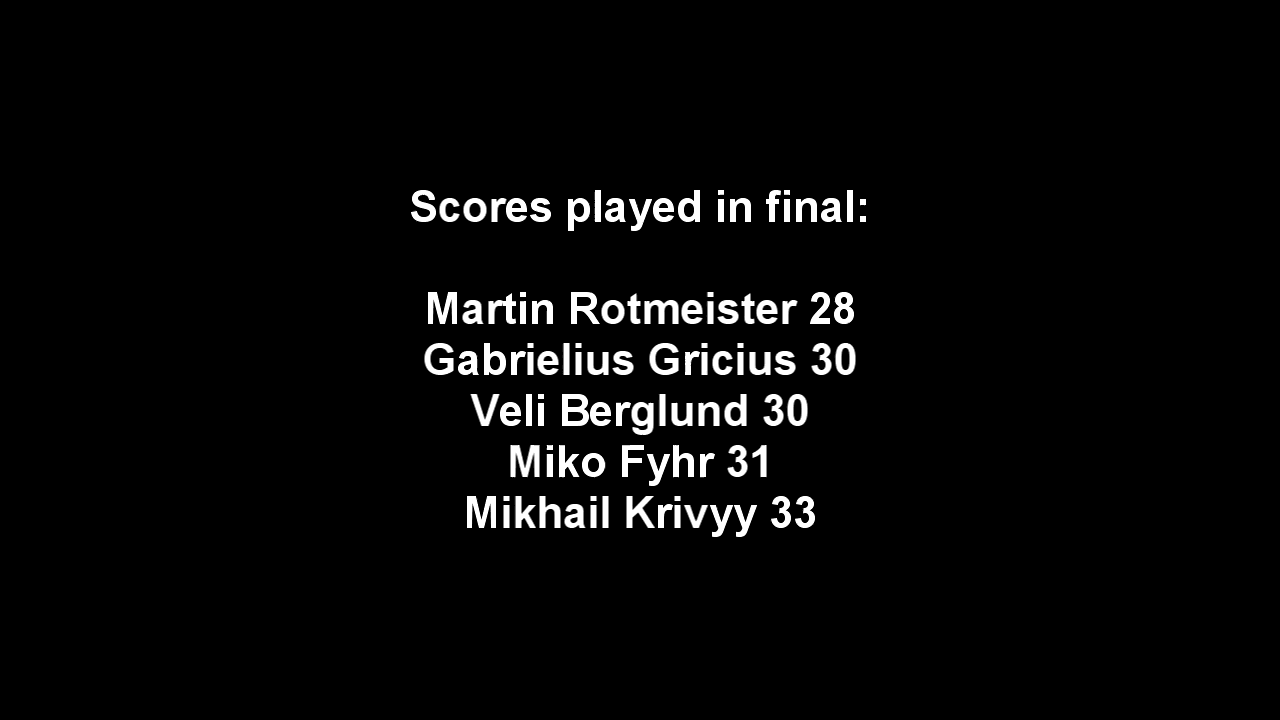 Scores played in final:
Martin Rotmeister 28
Gabrielius Gricius 30
Veli Berglund 30
Miko Fyhr 31
Mikhail Krivyy 33